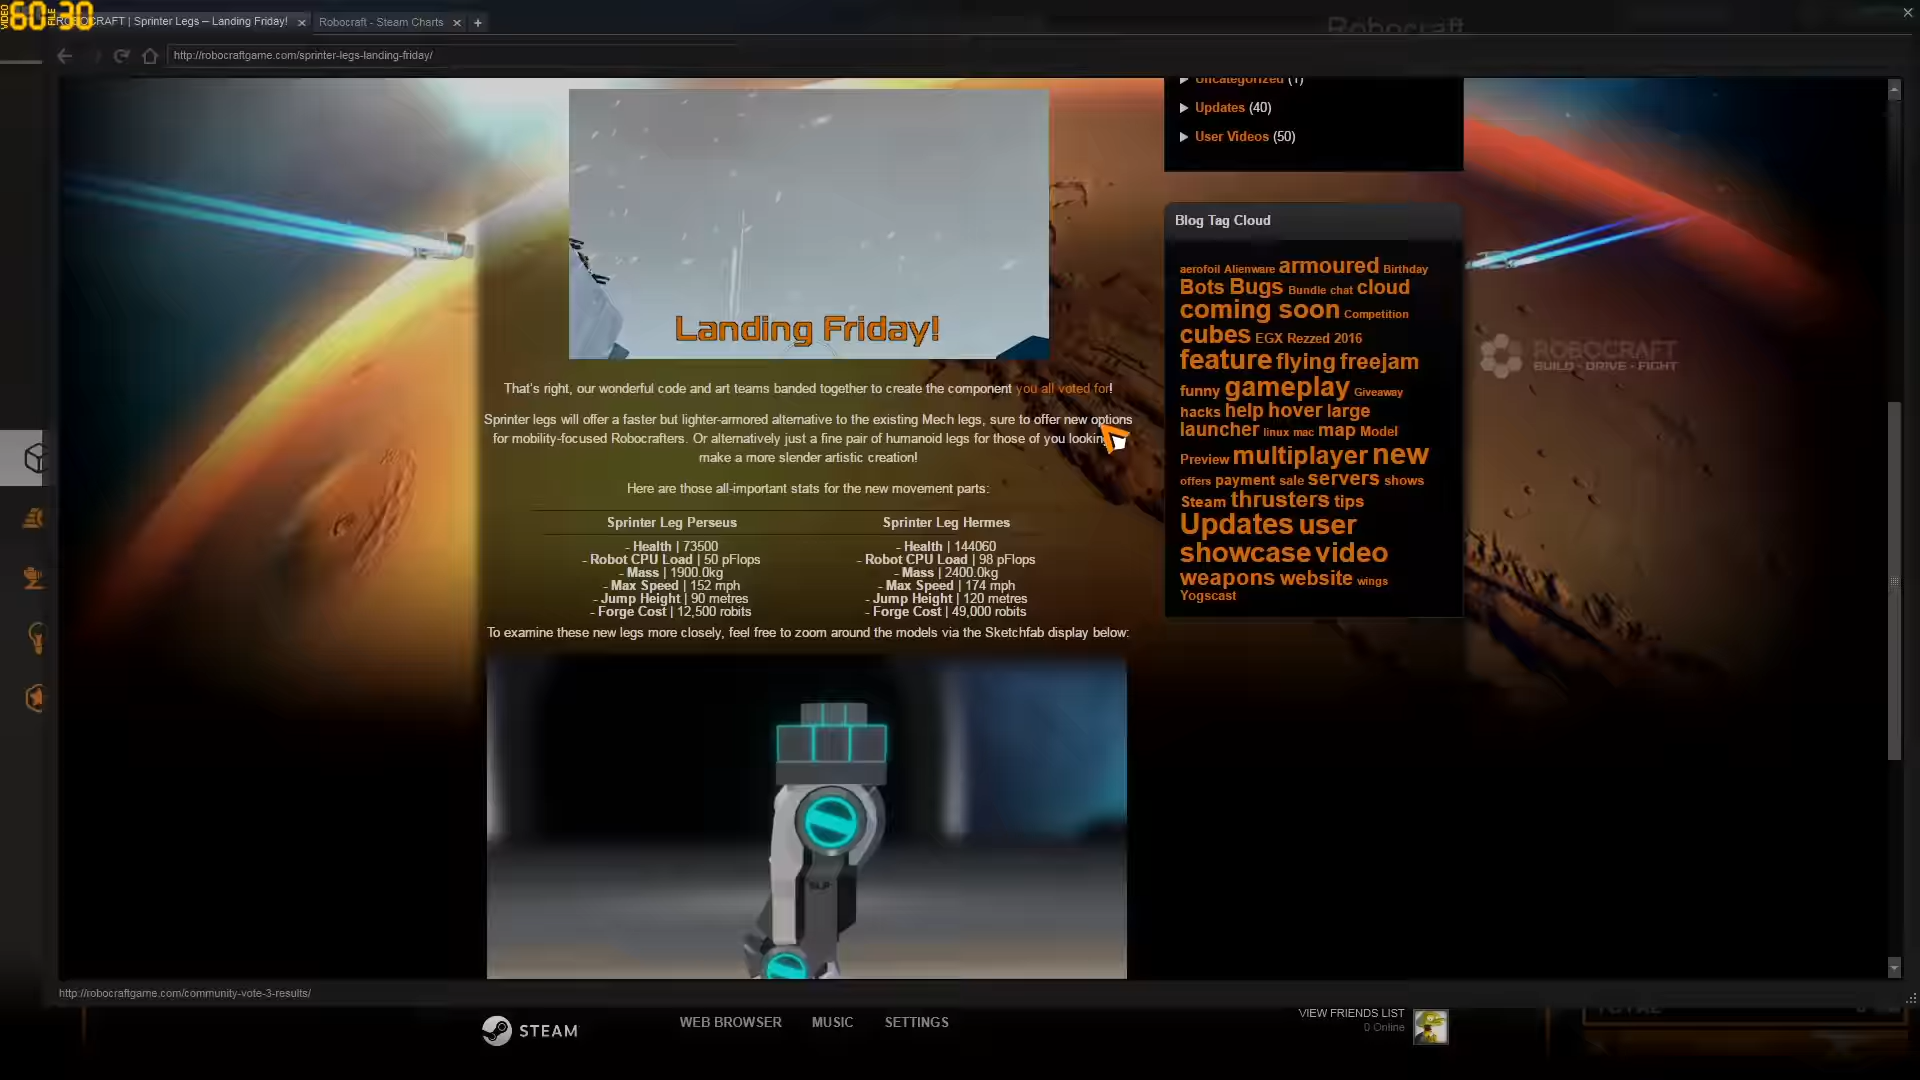 VIDEO
FILE
60-30
ROBOCRAFT | Sprinter Legs – Landing Friday!
Robocraft - Steam Charts
Robocraft
http://robocraftgame.com/sprinter-legs-landing-friday/
Uncategorized (1)
Updates (40)
User Videos (50)
Landing Friday!
That's right, our wonderful code and art teams banded together to create the component you all voted for!
Sprinter legs will offer a faster but lighter-armored alternative to the existing Mech legs, sure to offer new options
for mobility-focused Robocrafters. Or alternatively just a fine pair of humanoid legs for those of you looking
make a more slender artistic creation!
Here are those all-important stats for the new movement parts:
Sprinter Leg Perseus
- Health | 73500
- Robot CPU Load | 50 pFlops
- Mass | 1900.0kg
- Max Speed | 152 mph
- Jump Height | 90 metres
- Forge Cost | 12,500 robits
Sprinter Leg Hermes
- Health | 144060
- Robot CPU Load | 98 pFlops
- Mass | 2400.0kg
- Max Speed | 174 mph
- Jump Height | 120 metres
- Forge Cost | 49,000 robits
To examine these new legs more closely, feel free to zoom around the models via the Sketchfab display below:
Blog Tag Cloud
aerofoil Alienware armoured Birthday
Bots Bugs Bundle chat cloud
coming soon Competition
cubes EGX Rezzed 2016
feature flying freejam
funny gameplay Giveaway
hacks help hover large
launcher linux mac map Model
Preview multiplayer new
offers payment sale servers shows
Steam thrusters tips
Updates user
showcase video
weapons website wings
Yogscast
ROBOCRAFT
BUILD - DRIVE - FIGHT
http://robocraftgame.com/community-vote-3-results/
STEAM
WEB BROWSER
MUSIC
SETTINGS
VIEW FRIENDS LIST
0 Online